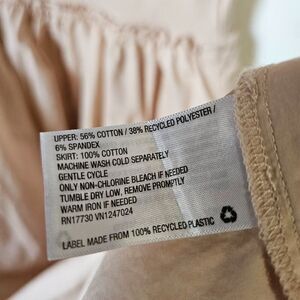 UPPER: 56% COTTON / 38% RECYCLED POLYESTER /
6% SPANDEX
SKIRT: 100% COTTON
MACHINE WASH COLD SEPARATELY
GENTLE CYCLE
ONLY NON-CHLORINE BLEACH IF NEEDED
TUMBLE DRY LOW, REMOVE PROMPTLY
WARM IRON IF NEEDED
RN17730 VN1247024
LABEL MADE FROM 100% RECYCLED PLASTIC